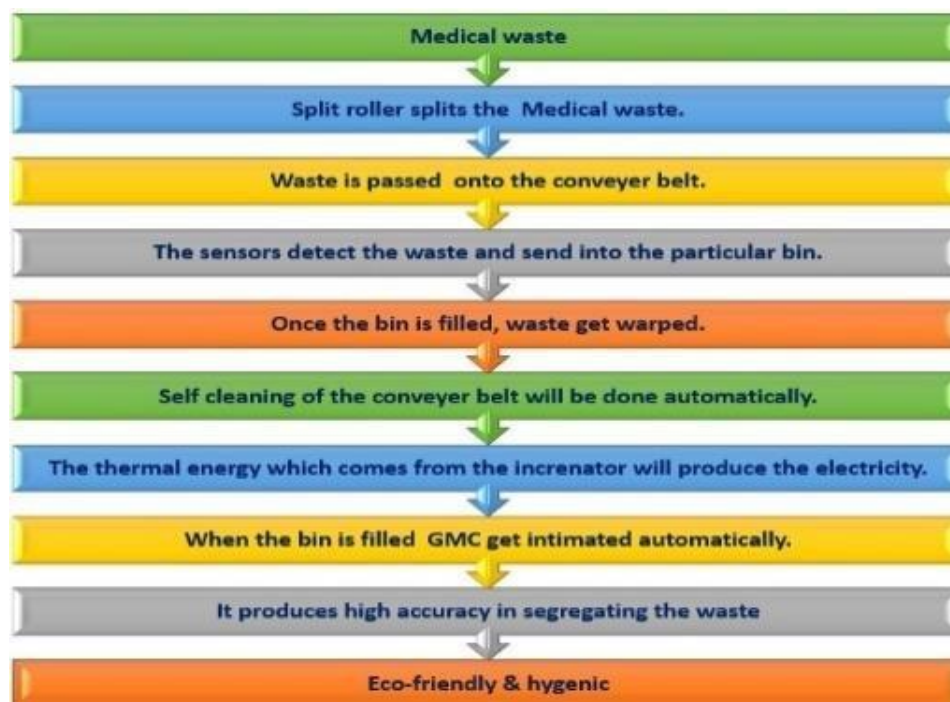 Medical waste
Split roller splits the Medical waste.
Waste is passed onto the conveyer belt.
The sensors detect the waste and send into the particular bin.
Once the bin is filled, waste get warped.
Self cleaning of the conveyer belt will be done automatically.
The thermal energy which comes from the increnator will produce the electricity.
When the bin is filled GMC get intimated automatically.
It produces high accuracy in segregating the waste
Eco-friendly & hygenic